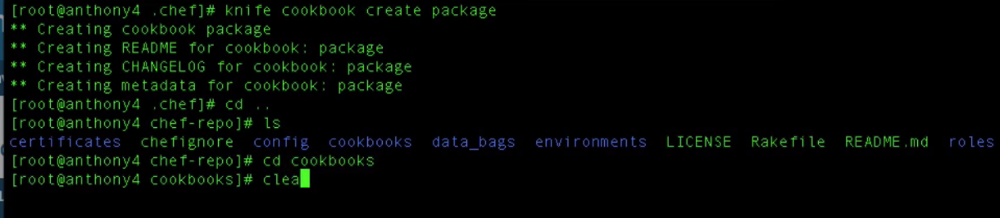 [root@anthony4 .chef]# knife cookbook create package
** Creating cookbook package
** Creating README for cookbook: package
** Creating CHANGELOG for cookbook: package
** Creating metadata for cookbook: package
[root@anthony4 .chef]# cd ..
[root@anthony4 chef-repo]# ls
certificates chefignore config cookbooks data_bags environments LICENSE Rakefile README.md roles
[root@anthony4 chef-repo]# cd cookbooks
[root@anthony4 cookbooks]# clea